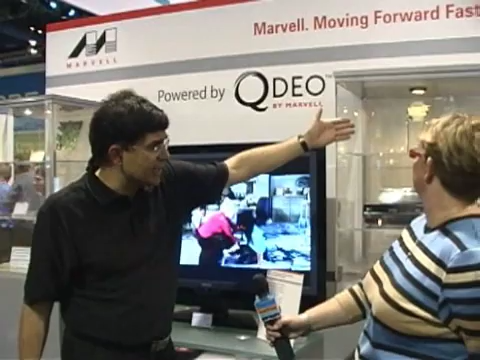 Marvell. Moving Forward Fast
MARVELL
Powered by QDEO
BY MARVELL